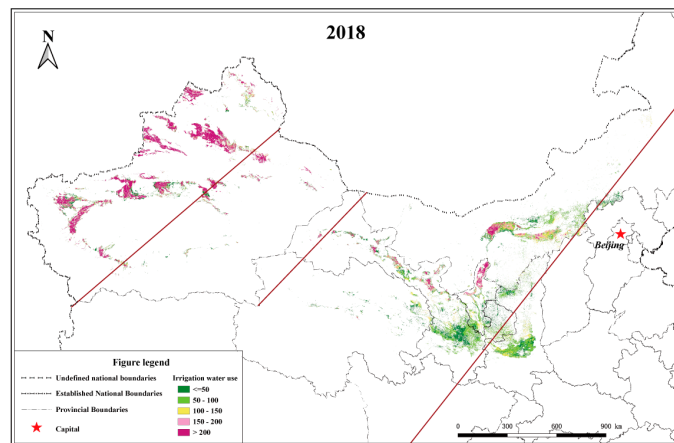 2018
N
Beijing
Figure legend
Undefined national boundaries
Established National Boundaries
Provincial Boundaries
Capital
Irrigation water use
<=50
50 - 100
100 - 150
150 - 200
> 200
0 300 600 900 km